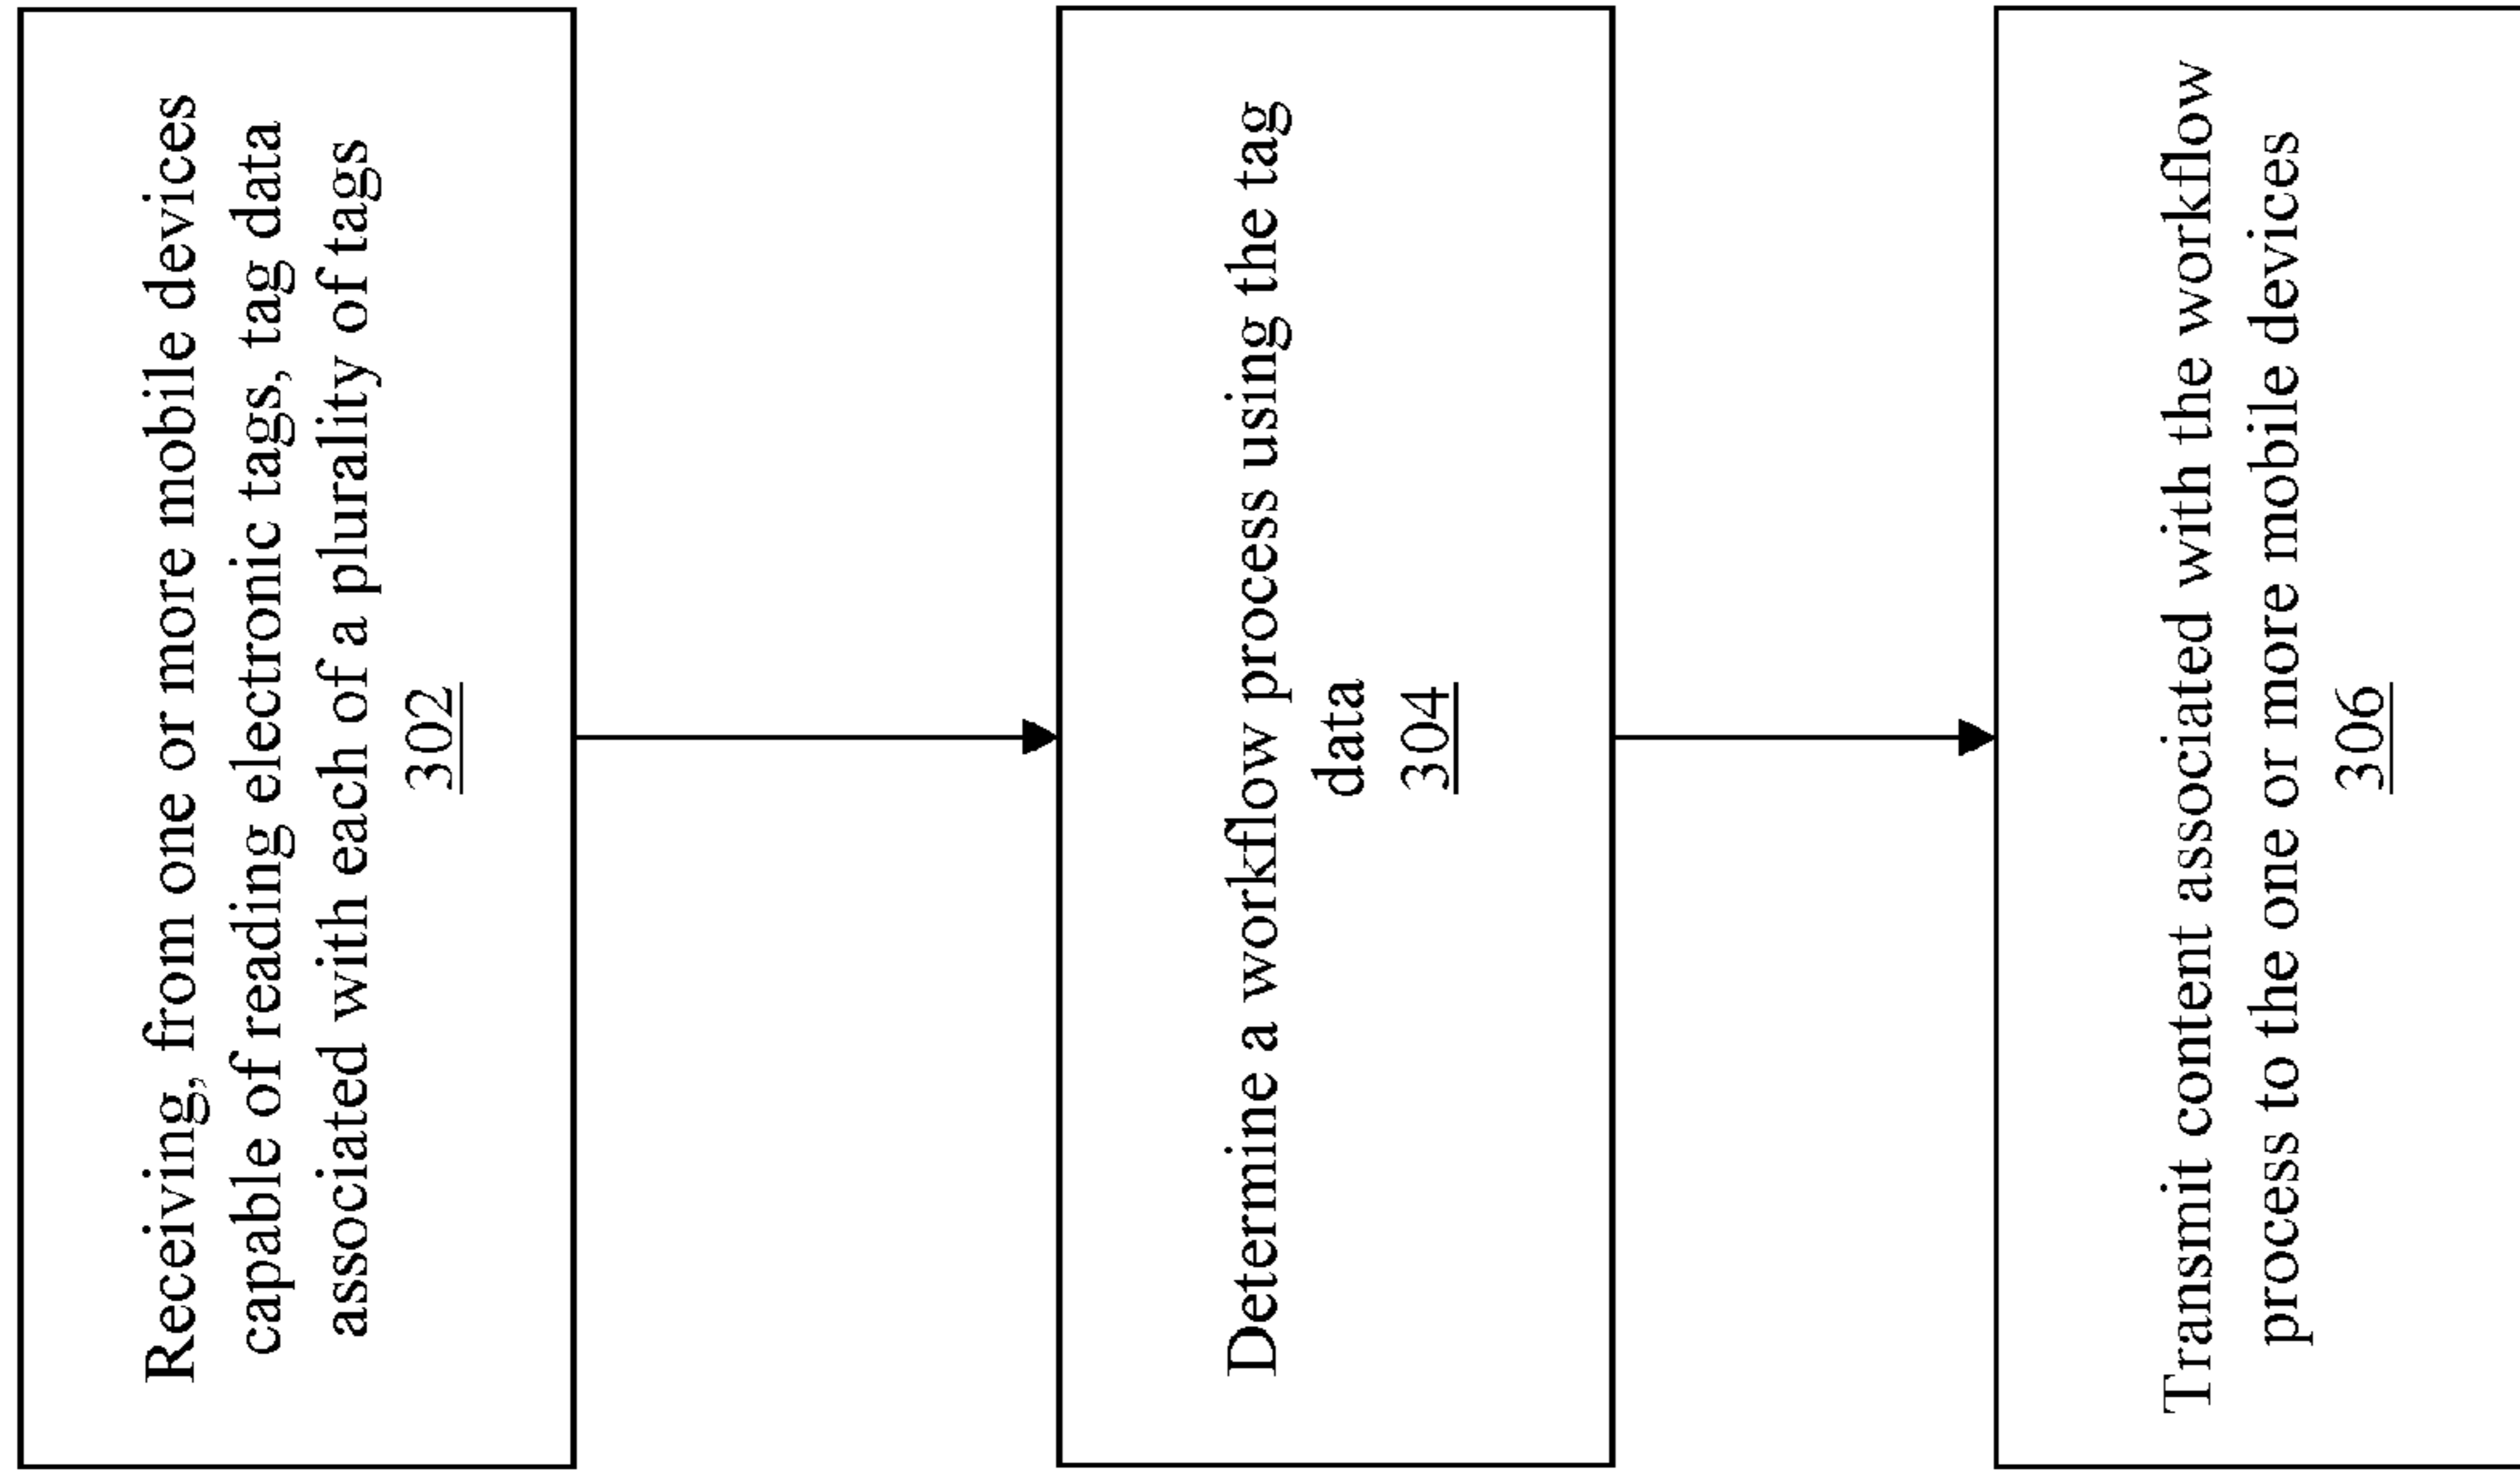 Receiving, from one or more mobile devices
capable of reading electronic tags, tag data
associated with each of a plurality of tags
302
Determine a workflow process using the tag
data
304
Transmit content associated with the workflow
process to the one or more mobile devices
306